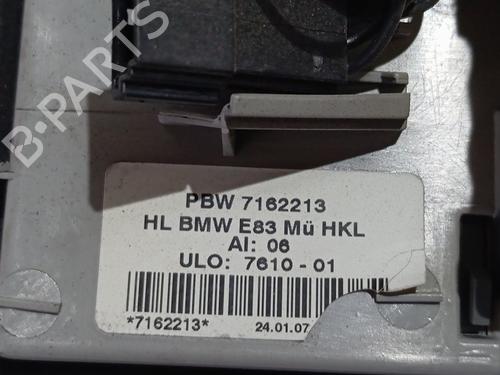 B-PARTS
PBW 7162213
HL BMW E83 Mü HKL
AI: 06
ULO: 7610 - 01
*7162213*
24.01.07